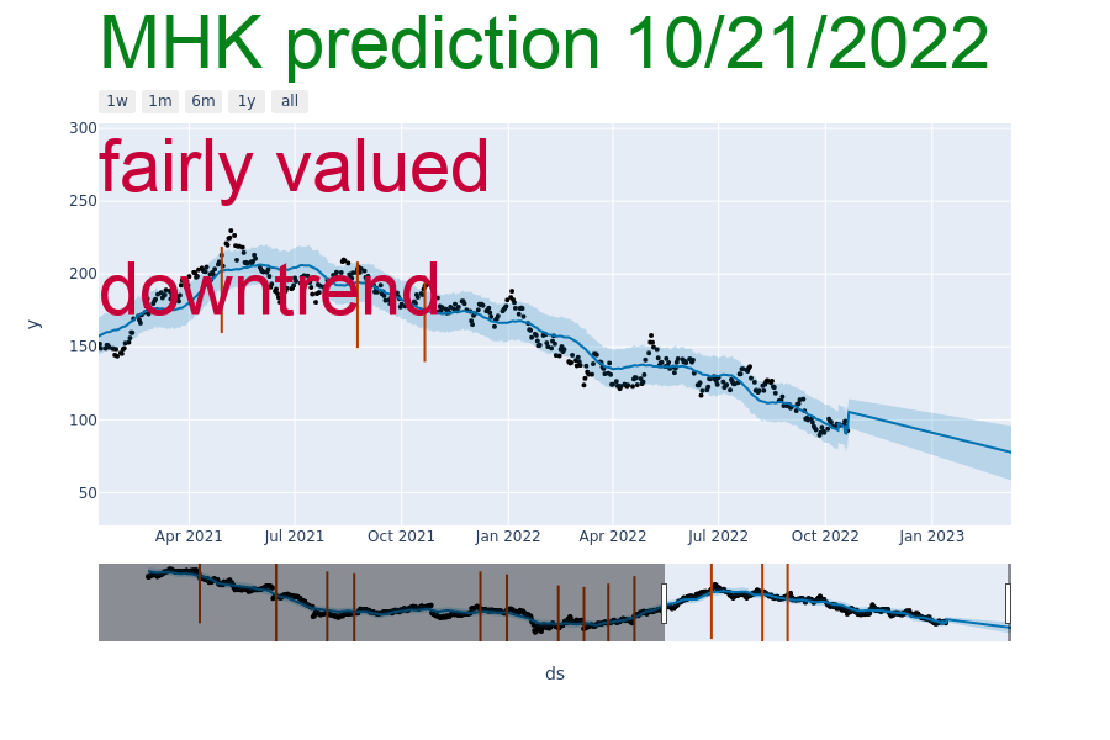 MHK prediction 10/21/2022
1w 1m 6m 1y all
300
fairly valued
250
200
downtrend
150
100
50
y
Apr 2021 Jul 2021 Oct 2021 Jan 2022 Apr 2022 Jul 2022 Oct 2022 Jan 2023
ds